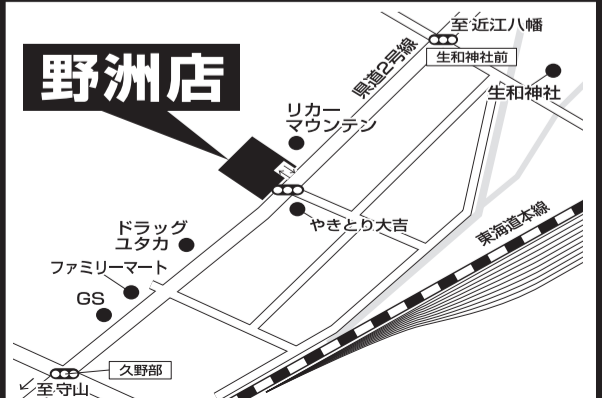 至近江八幡
県道2号線
生和神社前
野洲店
生和神社
リカー
マウンテン
やきとり大吉
東海道本線
ドラッグ
ユタカ
ファミリーマート
GS
久野部
至守山